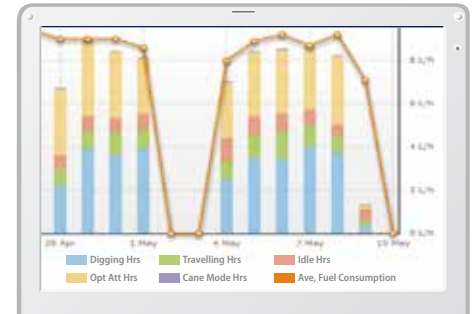 8 L/h
6 L/h
4 L/h
2 L/h
0 L/h
28 Apr 1 May 4 May 7 May 10 May
Digging Hrs Travelling Hrs Idle Hrs
Opt Att Hrs Cane Mode Hrs Ave, Fuel Consumption